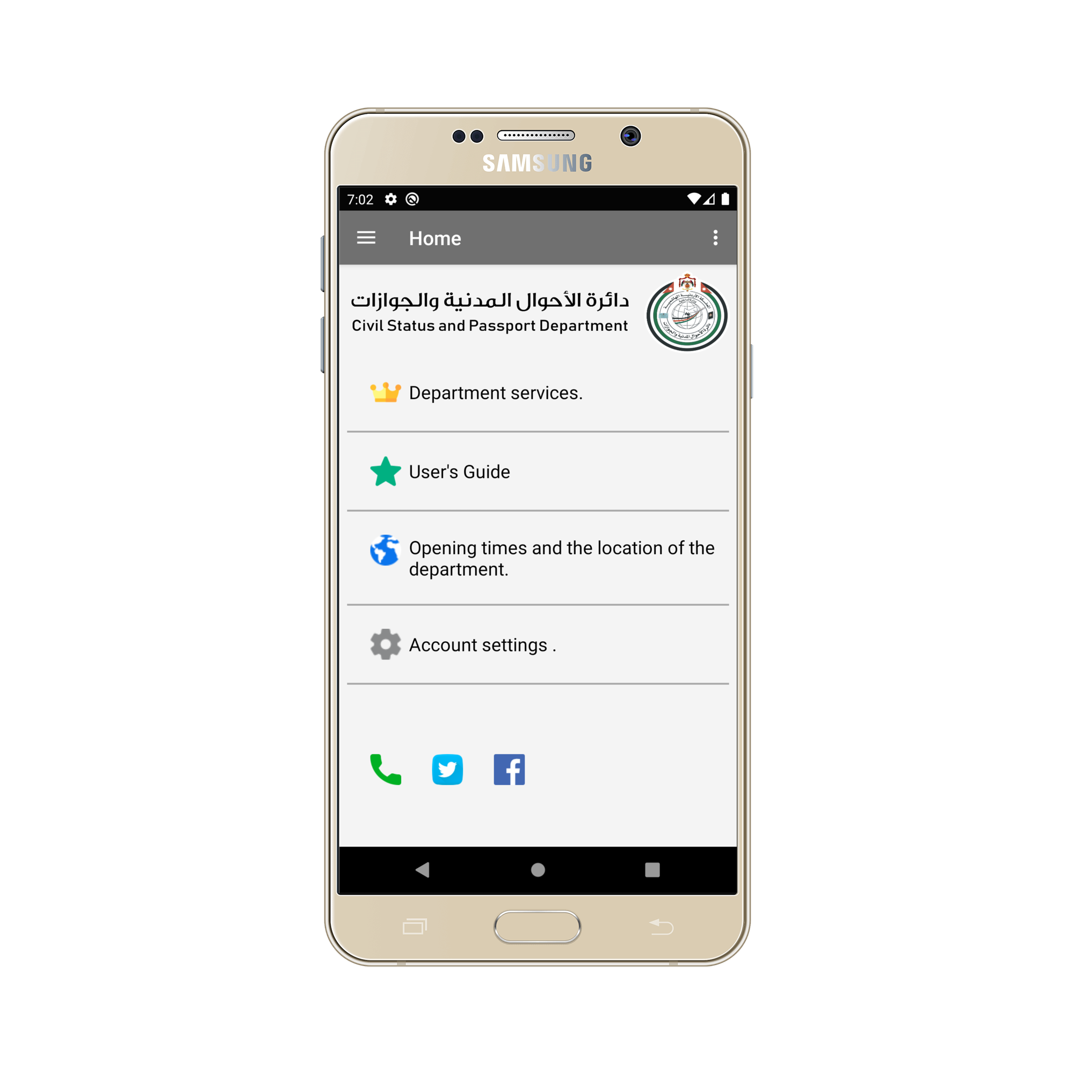 SAMSUNG
7:02
Home
دائرة الأحوال المدنية والجوازات
Civil Status and Passport Department
Department services.
User's Guide
Opening times and the location of the
department.
Account settings .